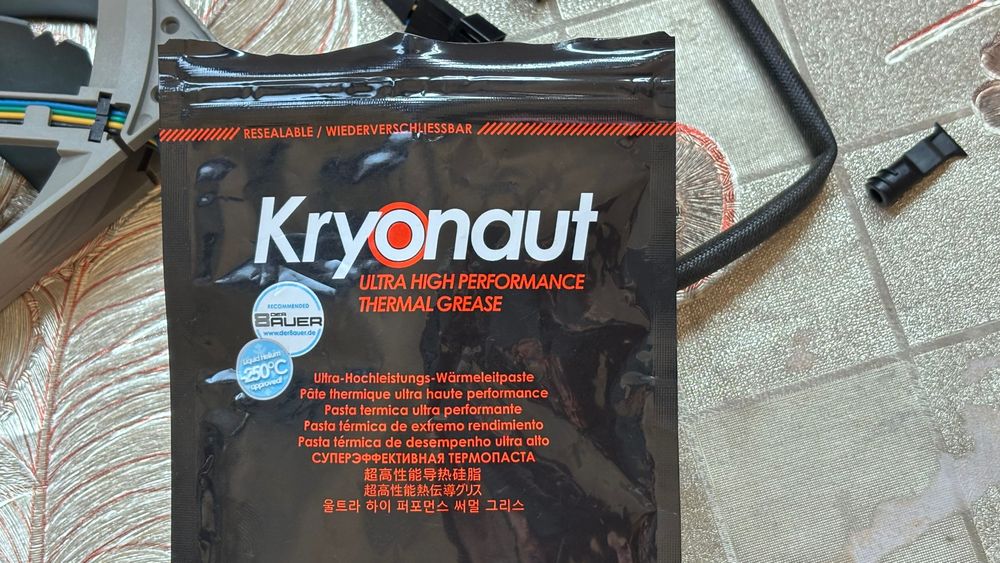 RESEALABLE / WIEDERVERSCHLIESSBAR
Kryonaut
ULTRA HIGH PERFORMANCE
THERMAL GREASE
RECOMMENDED
DER
8AUER
www.der8auer.de
Liquid Helium
-250°C
approved!
Ultra-Hochleistungs-Wärmeleitpaste
Pâte thermique ultra haute performance
Pasta termica ultra performante
Pasta térmica de extremo rendimiento
Pasta térmica de desempenho ultra alto
СУПЕРЭФФЕКТИВНАЯ ТЕРМОПАСТА
超高性能导热硅脂
超高性能熱伝導グリス
울트라 하이 퍼포먼스 써멀 그리스